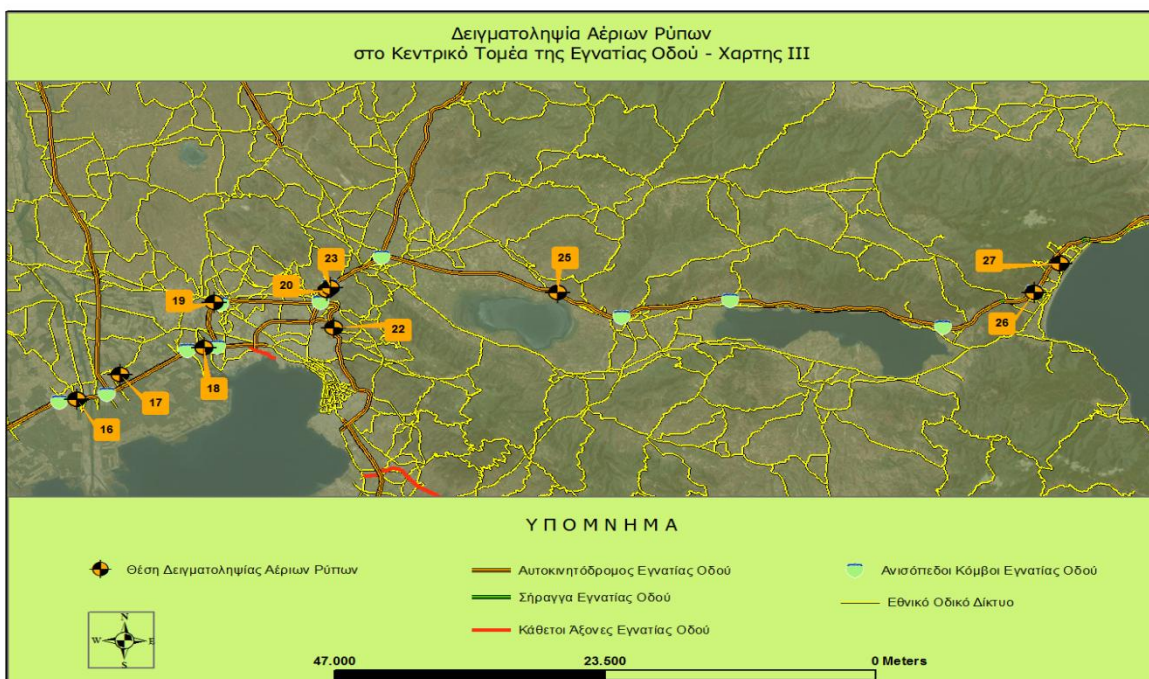 Δειγματοληψία Αέριων Ρύπων
στο Κεντρικό Τομέα της Εγνατίας Οδού - Χαρτης ΙΙΙ
27
25
23
20
19
26
22
18
17
16
ΥΠΟΜΝΗΜΑ
Θέση Δειγματοληψίας Αέριων Ρύπων
Αυτοκινητόδρομος Εγνατίας Οδού
Ανισόπεδοι Κόμβοι Εγνατίας Οδού
Σήραγγα Εγνατίας Οδού
Εθνικό Οδικό Δίκτυο
Κάθετοι Άξονες Εγνατίας Οδού
N
W E
S
47.000 23.500 0 Meters